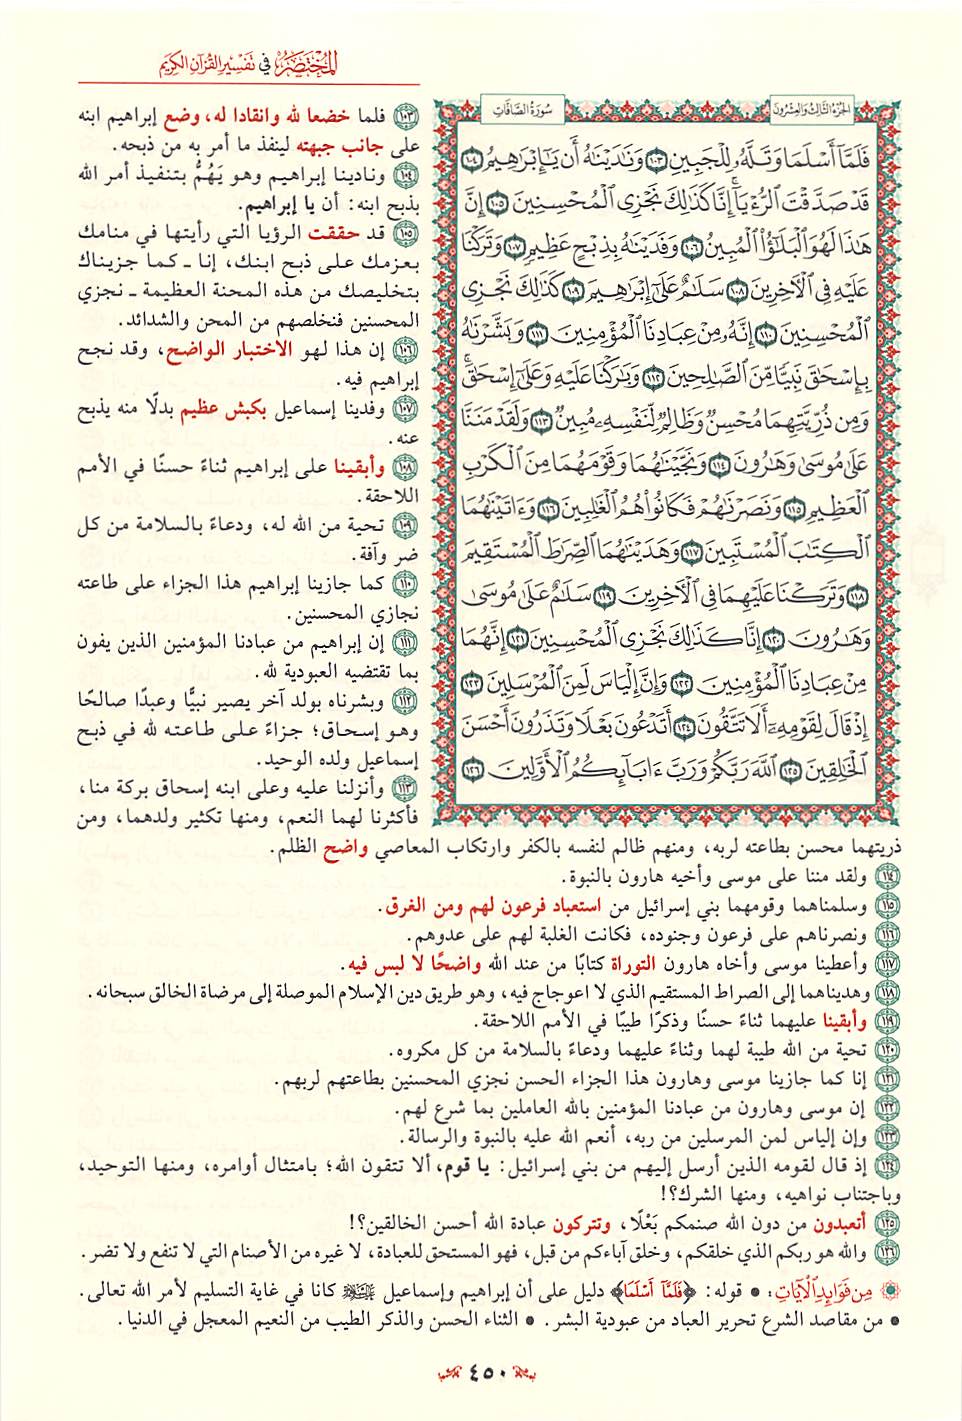 المختصر في تفسير القرآن الكريم
الجزء الثالث والعشرون
سورة الصافات
فَلَمَّآ أَسْلَمَا وَتَلَّهُۥ لِلْجَبِينِ ١٠٣ وَنَٰدَيْنَٰهُ أَن يَٰٓإِبْرَٰهِيمُ ١٠٤
قَدْ صَدَّقْتَ ٱلرُّءْيَآۚ إِنَّا كَذَٰلِكَ نَجْزِى ٱلْمُحْسِنِينَ ١٠٥ إِنَّ
هَٰذَا لَهُوَ ٱلْبَلَٰٓؤُا۟ ٱلْمُبِينُ ١٠٦ وَفَدَيْنَٰهُ بِذِبْحٍ عَظِيمٍ ١٠٧ وَتَرَكْنَا
عَلَيْهِ فِى ٱلْءَاخِرِينَ ١٠٨ سَلَٰمٌ عَلَىٰٓ إِبْرَٰهِيمَ ١٠٩ كَذَٰلِكَ نَجْزِى
ٱلْمُحْسِنِينَ ١١٠ إِنَّهُۥ مِنْ عِبَادِنَا ٱلْمُؤْمِنِينَ ١١١ وَبَشَّرْنَٰهُ
بِإِسْحَٰقَ نَبِيًّا مِّنَ ٱلصَّٰلِحِينَ ١١٢ وَبَٰرَكْنَا عَلَيْهِ وَعَلَىٰٓ إِسْحَٰقَۚ
وَمِن ذُرِّيَّتِهِمَا مُحْسِنٌ وَظَالِمٌ لِّنَفْسِهِۦ مُبِينٌ ١١٣ وَلَقَدْ مَنَنَّا
عَلَىٰ مُوسَىٰ وَهَٰرُونَ ١١٤ وَنَجَّيْنَٰهُمَا وَقَوْمَهُمَا مِنَ ٱلْكَرْبِ
ٱلْعَظِيمِ ١١٥ وَنَصَرْنَٰهُمْ فَكَانُوا۟ هُمُ ٱلْغَٰلِبِينَ ١١٦ وَءَاتَيْنَٰهُمَا
ٱلْكِتَٰبَ ٱلْمُسْتَبِينَ ١١٧ وَهَدَيْنَٰهُمَا ٱلصِّرَٰطَ ٱلْمُسْتَقِيمَ
١١٨ وَتَرَكْنَا عَلَيْهِمَا فِى ٱلْءَاخِرِينَ ١١٩ سَلَٰمٌ عَلَىٰ مُوسَىٰ
وَهَٰرُونَ ١٢٠ إِنَّا كَذَٰلِكَ نَجْزِى ٱلْمُحْسِنِينَ ١٢١ إِنَّهُمَا
مِنْ عِبَادِنَا ٱلْمُؤْمِنِينَ ١٢٢ وَإِنَّ إِلْيَاسَ لَمِنَ ٱلْمُرْسَلِينَ ١٢٣
إِذْ قَالَ لِقَوْمِهِۦٓ أَلَا تَتَّقُونَ ١٢٤ أَتَدْعُونَ بَعْلًا وَتَذَرُونَ أَحْسَنَ
ٱلْخَٰلِقِينَ ١٢٥ ٱللَّهَ رَبَّكُمْ وَرَبَّ ءَابَآئِكُمُ ٱلْأَوَّلِينَ ١٢٦
١٠٣ فلما خضعا لله وانقادا له، وضع إبراهيم ابنه
على جانب جبهته لينفذ ما أمر به من ذبحه.
١٠٤ ونادينا إبراهيم وهو يَهُمُّ بتنفيذ أمر الله
بذبح ابنه: أن يا إبراهيم.
١٠٥ قد حققت الرؤيا التي رأيتها في منامك
بعزمك على ذبح ابنك، إنا ـ كما جزيناك
بتخليصك من هذه المحنة العظيمة ـ نجزي
المحسنين فنخلصهم من المحن والشدائد.
١٠٦ إن هذا لهو الاختبار الواضح، وقد نجح
إبراهيم فيه.
١٠٧ وفدينا إسماعيل بكبش عظيم بدلًا منه يذبح
عنه.
١٠٨ وأبقينا على إبراهيم ثناءً حسنًا في الأمم
اللاحقة.
١٠٩ تحية من الله له، ودعاءً بالسلامة من كل
ضر وآفة.
١١٠ كما جازينا إبراهيم هذا الجزاء على طاعته
نجازي المحسنين.
١١١ إن إبراهيم من عبادنا المؤمنين الذين يفون
بما تقتضيه العبودية لله.
١١٢ وبشرناه بولد آخر يصير نبيًّا وعبدًا صالحًا
وهو إسحاق؛ جزاءً على طاعته لله في ذبح
إسماعيل ولده الوحيد.
١١٣ وأنزلنا عليه وعلى ابنه إسحاق بركة منا،
فأكثرنا لهما النعم، ومنها تكثير ولدهما، ومن
ذريتهما محسن بطاعته لربه، ومنهم ظالم لنفسه بالكفر وارتكاب المعاصي واضح الظلم.
١١٤ ولقد مننا على موسى وأخيه هارون بالنبوة.
١١٥ وسلمناهما وقومهما بني إسرائيل من استعباد فرعون لهم ومن الغرق.
١١٦ ونصرناهم على فرعون وجنوده، فكانت الغلبة لهم على عدوهم.
١١٧ وأعطينا موسى وأخاه هارون التوراة كتابًا من عند الله واضحًا لا لبس فيه.
١١٨ وهديناهما إلى الصراط المستقيم الذي لا اعوجاج فيه، وهو طريق دين الإسلام الموصلة إلى مرضاة الخالق سبحانه.
١١٩ وأبقينا عليهما ثناءً حسنًا وذكرًا طيبًا في الأمم اللاحقة.
١٢٠ تحية من الله طيبة لهما وثناءً عليهما ودعاءً بالسلامة من كل مكروه.
١٢١ إنا كما جازينا موسى وهارون هذا الجزاء الحسن نجزي المحسنين بطاعتهم لربهم.
١٢٢ إن موسى وهارون من عبادنا المؤمنين بالله العاملين بما شرع لهم.
١٢٣ وإن إلياس لمن المرسلين من ربه، أنعم الله عليه بالنبوة والرسالة.
١٢٤ إذ قال لقومه الذين أرسل إليهم من بني إسرائيل: يا قوم، ألا تتقون الله؛ بامتثال أوامره، ومنها التوحيد،
وباجتناب نواهيه، ومنها الشرك؟!
١٢٥ أتعبدون من دون الله صنمكم بَعْلًا، وتتركون عبادة الله أحسن الخالقين؟!
١٢٦ والله هو ربكم الذي خلقكم، وخلق آباءكم من قبل، فهو المستحق للعبادة، لا غيره من الأصنام التي لا تنفع ولا تضر.
من فوائد الآيات: • قوله: ﴿فَلَمَّآ أَسْلَمَا﴾ دليل على أن إبراهيم وإسماعيل عليهما السلام كانا في غاية التسليم لأمر الله تعالى.
• من مقاصد الشرع تحرير العباد من عبودية البشر. • الثناء الحسن والذكر الطيب من النعيم المعجل في الدنيا.
٤٥٠